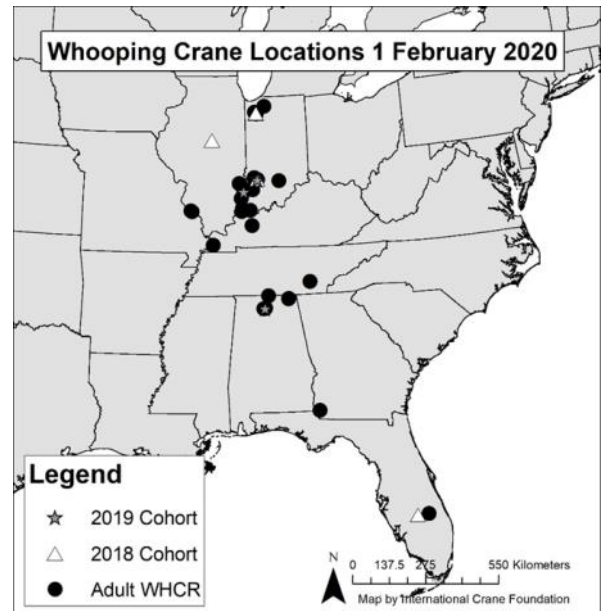 Whooping Crane Locations 1 February 2020
Legend
2019 Cohort
2018 Cohort
Adult WHCR
N
0 137.5 275 550 Kilometers
Map by International Crane Foundation